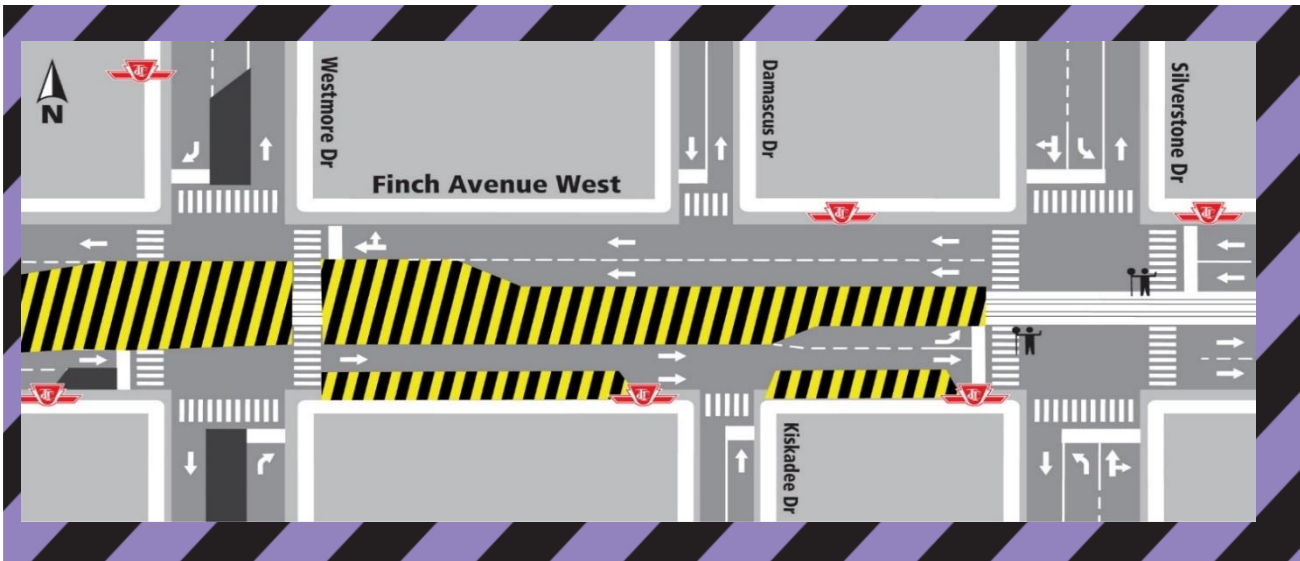 N
Westmore Dr
Damascus Dr
Silverstone Dr
Finch Avenue West
Kiskadee Dr